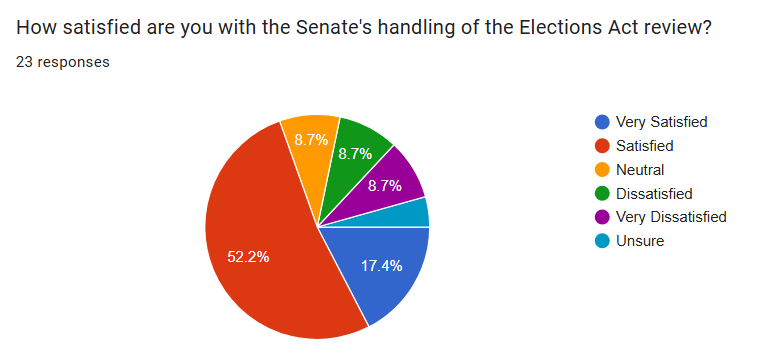 How satisfied are you with the Senate's handling of the Elections Act review?
23 responses
8.7%
8.7%
8.7%
52.2%
17.4%
Very Satisfied
Satisfied
Neutral
Dissatisfied
Very Dissatisfied
Unsure